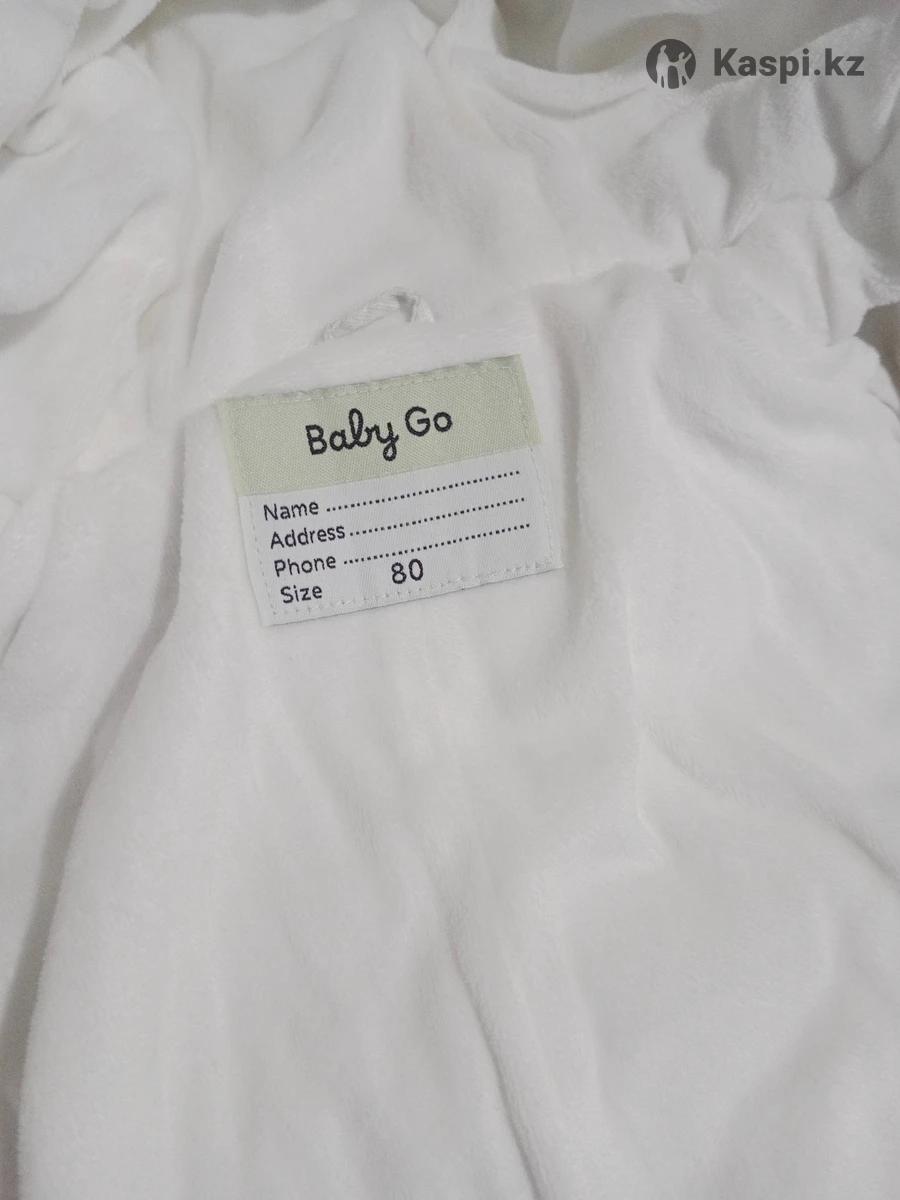 Kaspi.kz
Baby Go
Name ........................
Address ........................
Phone ........................
Size 80